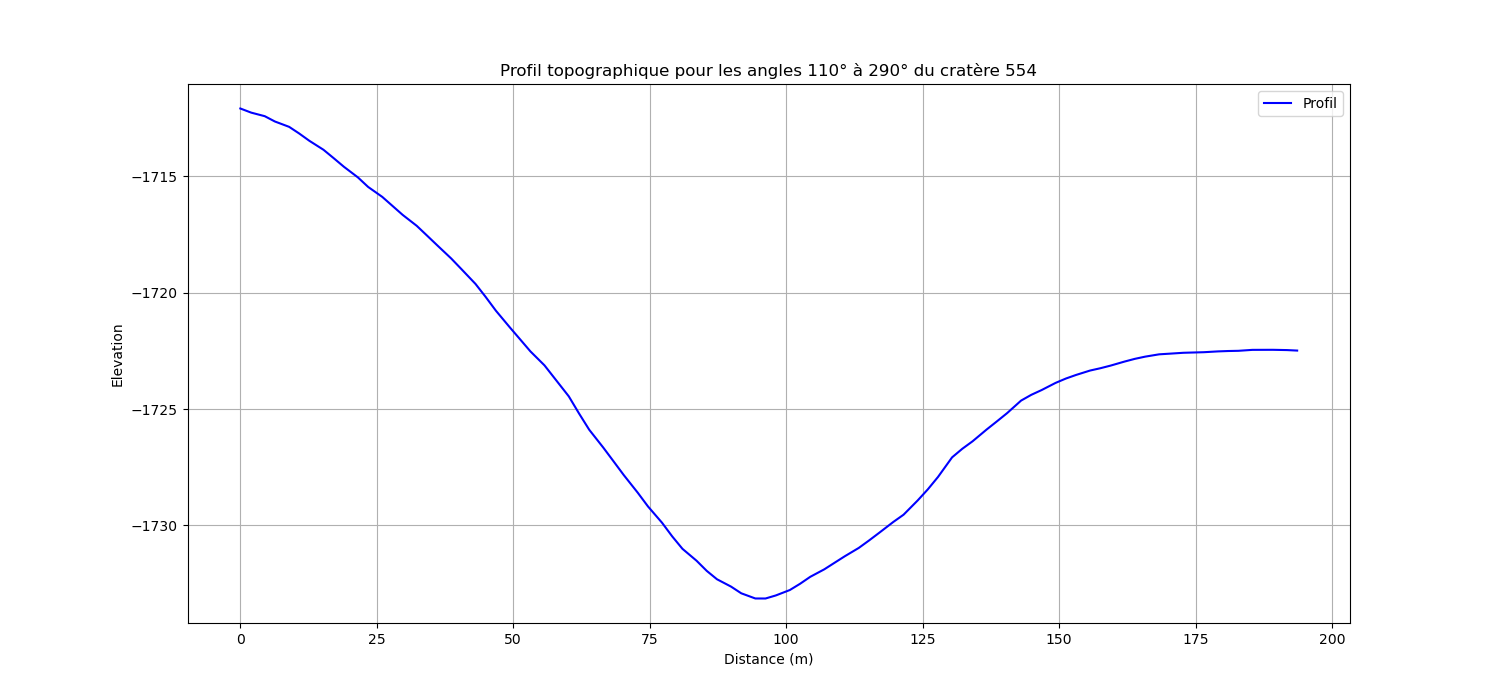 Profil topographique pour les angles 110° à 290° du cratère 554
Profil
−1715
−1720
−1725
−1730
Elevation
0 25 50 75 100 125 150 175 200
Distance (m)